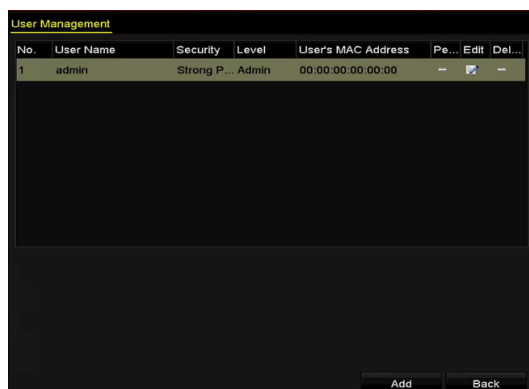 User Management
No. User Name Security Level User's MAC Address Pe... Edit Del...
1 admin Strong P... Admin 00:00:00:00:00:00 – –
Add Back